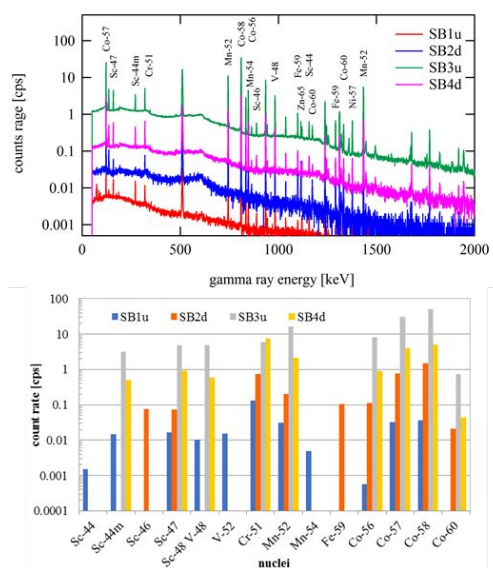 Co-57
Sc-47
Sc-44m
Cr-51
Mn-52
Co-58
Co-56
Mn-54
Sc-46
V-48
Fe-59
Sc-44
Zn-65
Co-60
Co-60
Fe-59
Ni-57
Mn-52
SB1u
SB2d
SB3u
SB4d
counts rage [cps]
100
10
1
0.1
0.01
0.001
0
500
1000
1500
2000
gamma ray energy [keV]
SB1u SB2d SB3u SB4d
count rate [cps]
100
10
1
0.1
0.01
0.001
0.0001
Sc-44
Sc-44m
Sc-46
Sc-47
Sc-48 V-48
V-52
Cr-51
Mn-52
Mn-54
Fe-59
Co-56
Co-57
Co-58
Co-60
nuclei